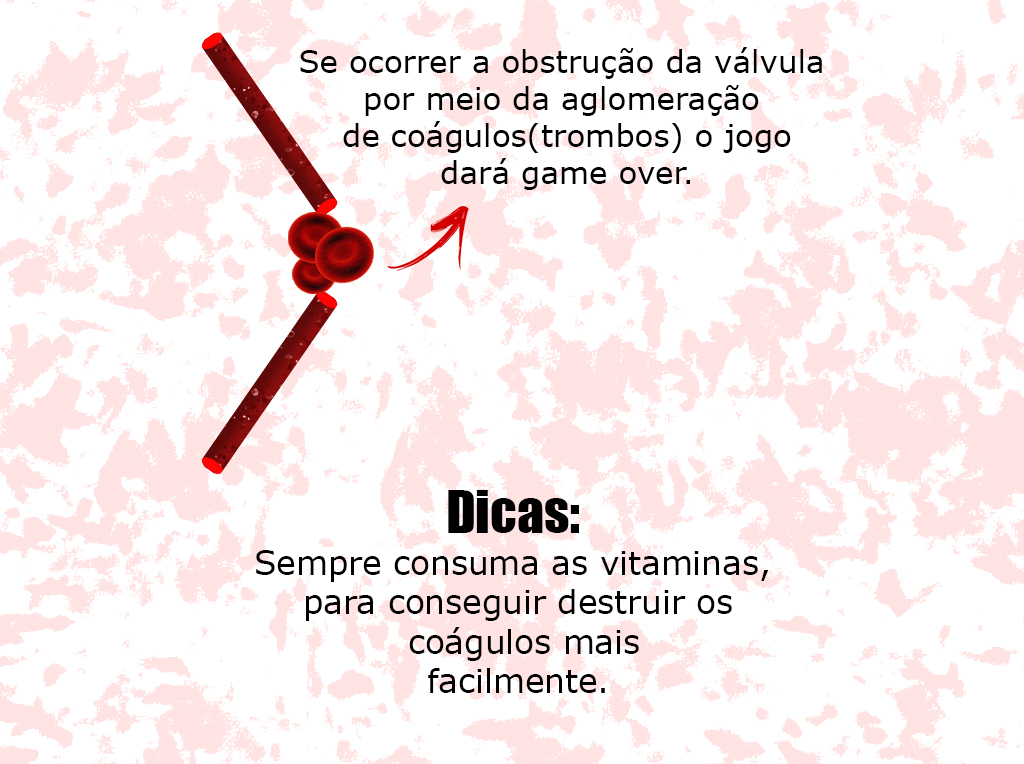 Se ocorrer a obstrução da válvula
por meio da aglomeração
de coágulos(trombos) o jogo
dará game over.
Dicas:
Sempre consuma as vitaminas,
para conseguir destruir os
coágulos mais
facilmente.